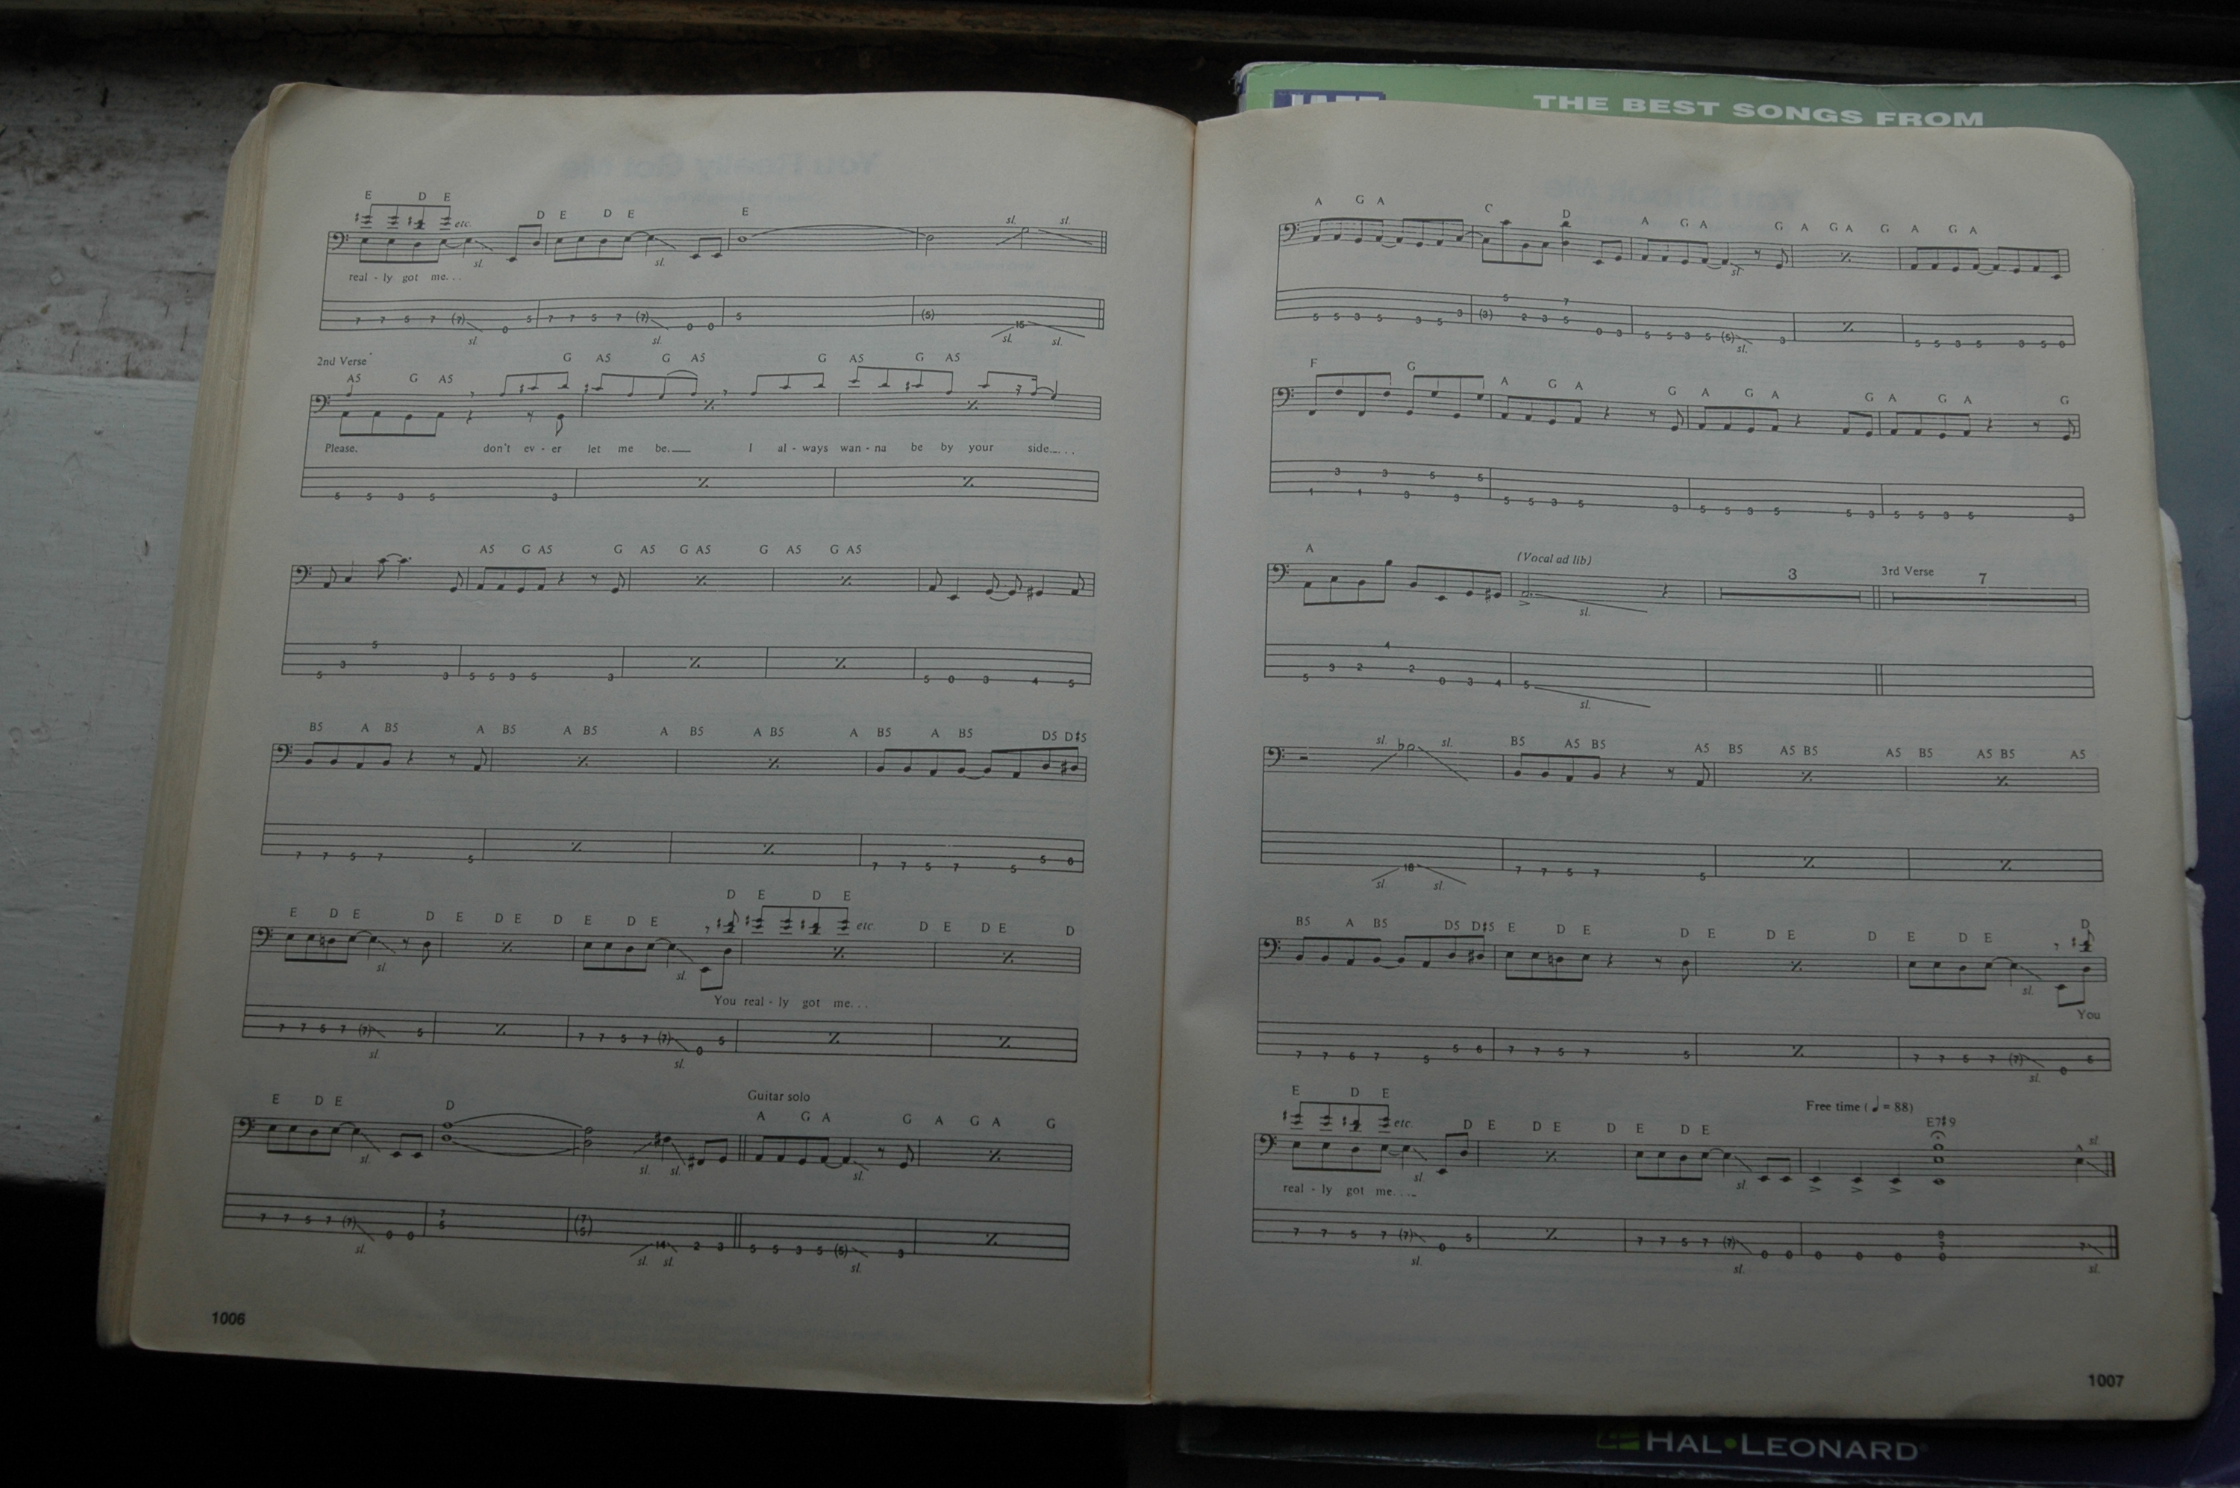 JAZZ
THE BEST SONGS FROM
E D E
etc. D E D E E sl. sl.
sl. sl.
real - ly got me. . .
7 7 5 7 (7) 0 5 7 7 5 7 (7) 0 0 5 (5) 16
sl. sl. sl. sl.
2nd Verse
A5 G A5 G A5 G A5 G A5 G A5
Please. don't ev - er let me be. I al - ways wan - na be by your side. . . .
5 5 3 5 3
A5 G A5 G A5 G A5 G A5 G A5
5 3 5 3 5 5 3 5 3 5 0 3 4 5
B5 A B5 A B5 A B5 A B5 A B5 A B5 A B5 D5 D♯5
7 7 5 7 5 7 7 5 7 5 5 6
D E D E
E D E D E D E D E D E etc. D E D E D
sl. sl.
You real - ly got me. . .
7 7 5 7 (7) 5 7 7 5 7 (7) 0 5
sl. sl.
Guitar solo
E D E D A G A G A G A G
sl. sl. sl. sl.
7 7 5 7 (7) 0 0 7 5 (7) (5) 14 2 3 5 5 3 5 (5) 3
sl. sl. sl. sl.
1006
A G A C D A G A G A G A G A G A
sl.
5 5 3 5 3 5 3 (3) 5 2 3 5 7 0 3 5 5 3 5 (5) 3 5 5 3 5 3 5 0
sl.
F G A G A G A G A G A G A G
1 3 1 3 3 5 3 5 5 5 3 5 3 5 5 3 5 5 3 5 5 3 5 3
A (Vocal ad lib) 3 3rd Verse 7
sl.
5 3 2 4 2 0 3 4 5
sl.
sl. sl. B5 A5 B5 A5 B5 A5 B5 A5 B5 A5 B5 A5
16 7 7 5 7 5
sl. sl.
B5 A B5 D5 D♯5 E D E D E D E D E D E D
sl.
You
7 7 5 7 5 5 6 7 7 5 7 5 7 7 5 7 (7) 0 5
sl.
Free time (♩ = 88)
E D E etc. D E D E D E D E E7♯9
sl. sl. sl.
real - ly got me. . . .
7 7 5 7 (7) 0 5 7 7 5 7 (7) 0 0 0 0 0 7
sl. sl. sl.
1007
HAL•LEONARD®